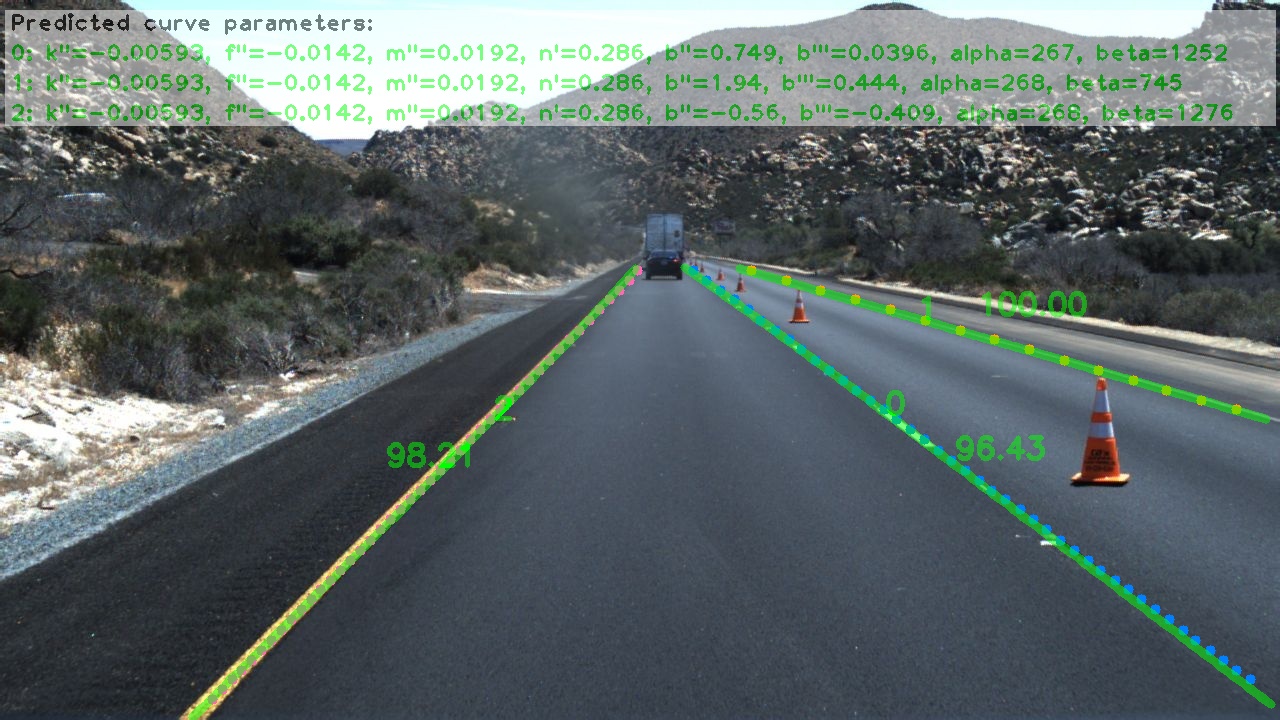 Predicted curve parameters:
0: k''=-0.00593, f''=-0.0142, m''=0.0192, n'=0.286, b''=0.749, b'''=0.0396, alpha=267, beta=1252
1: k''=-0.00593, f''=-0.0142, m''=0.0192, n'=0.286, b''=1.94, b'''=0.444, alpha=268, beta=745
2: k''=-0.00593, f''=-0.0142, m''=0.0192, n'=0.286, b''=-0.56, b'''=-0.409, alpha=268, beta=1276
1 100.00
2 0
98.21 96.43